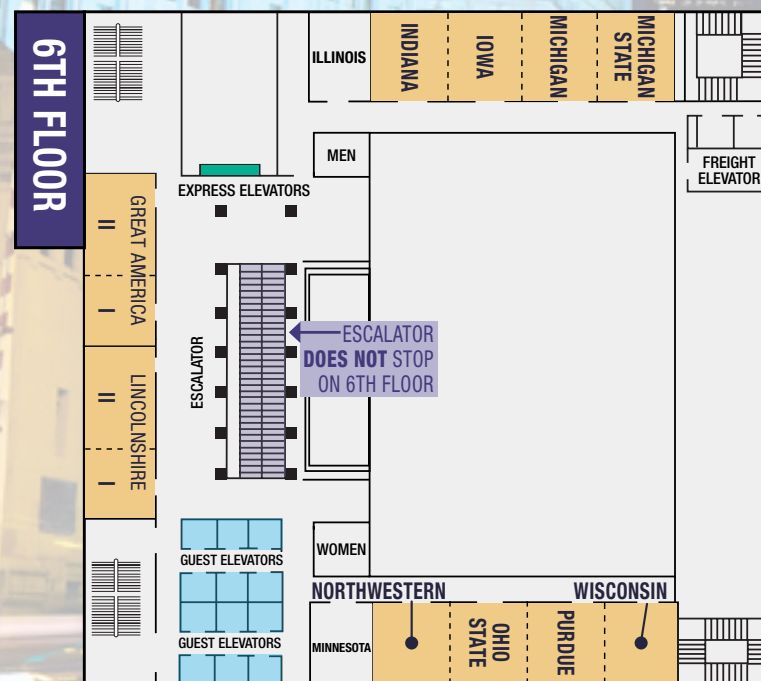 6TH FLOOR
ILLINOIS
INDIANA
IOWA
MICHIGAN
MICHIGAN
STATE
MEN
FREIGHT
ELEVATOR
EXPRESS ELEVATORS
GREAT AMERICA
II
I
ESCALATOR
ESCALATOR
DOES NOT STOP
ON 6TH FLOOR
LINCOLNSHIRE
II
I
GUEST ELEVATORS
WOMEN
NORTHWESTERN
WISCONSIN
GUEST ELEVATORS
MINNESOTA
OHIO
STATE
PURDUE